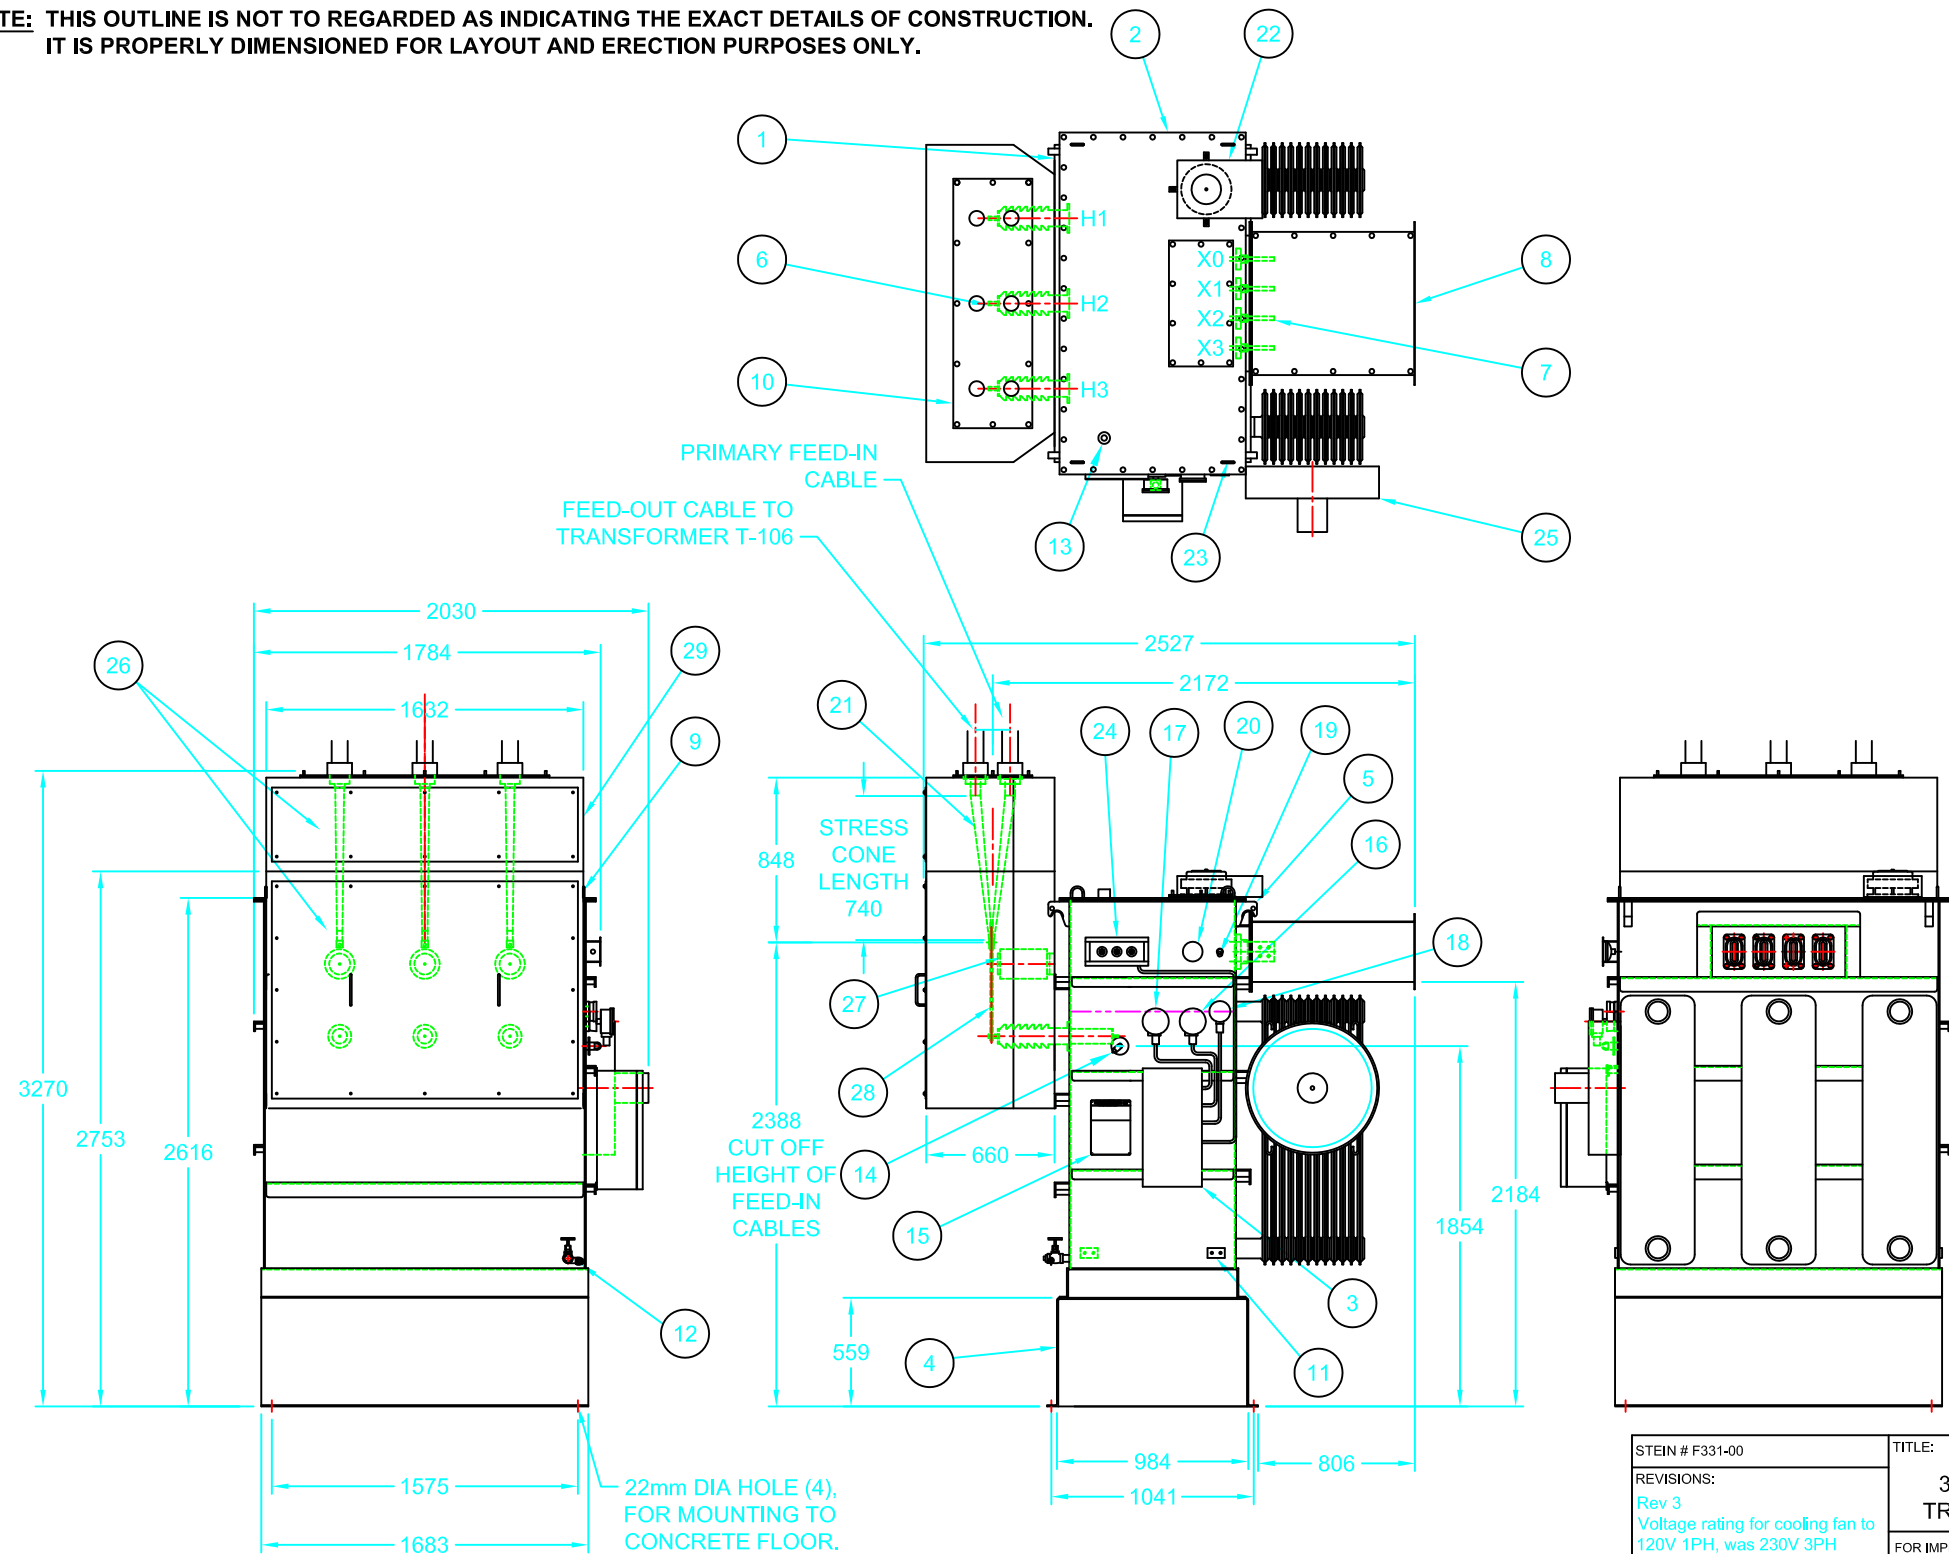 TE: THIS OUTLINE IS NOT TO REGARDED AS INDICATING THE EXACT DETAILS OF CONSTRUCTION.
IT IS PROPERLY DIMENSIONED FOR LAYOUT AND ERECTION PURPOSES ONLY.
2
22
1
H1
6
X0
8
X1
H2
X2
X3
7
10
H3
PRIMARY FEED-IN
CABLE
FEED-OUT CABLE TO
TRANSFORMER T-106
13
23
25
2030
1784
1632
26
29
9
3270
2753
2616
12
1575
1683
22mm DIA HOLE (4),
FOR MOUNTING TO
CONCRETE FLOOR.
2527
2172
21
24
17
20
19
5
16
18
848
STRESS
CONE
LENGTH
740
27
28
2388
CUT OFF
HEIGHT OF
FEED-IN
CABLES
660
14
15
2184
1854
3
559
4
11
984
806
1041
STEIN # F331-00
TITLE:
REVISIONS:
Rev 3
Voltage rating for cooling fan to
120V 1PH, was 230V 3PH
3
TR
FOR IMP